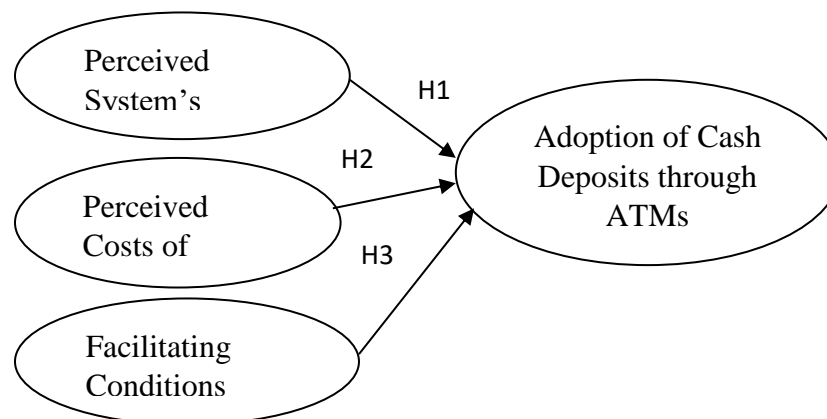 Perceived
System's
H1
Adoption of Cash
Deposits through
ATMs
H2
Perceived
Costs of
H3
Facilitating
Conditions